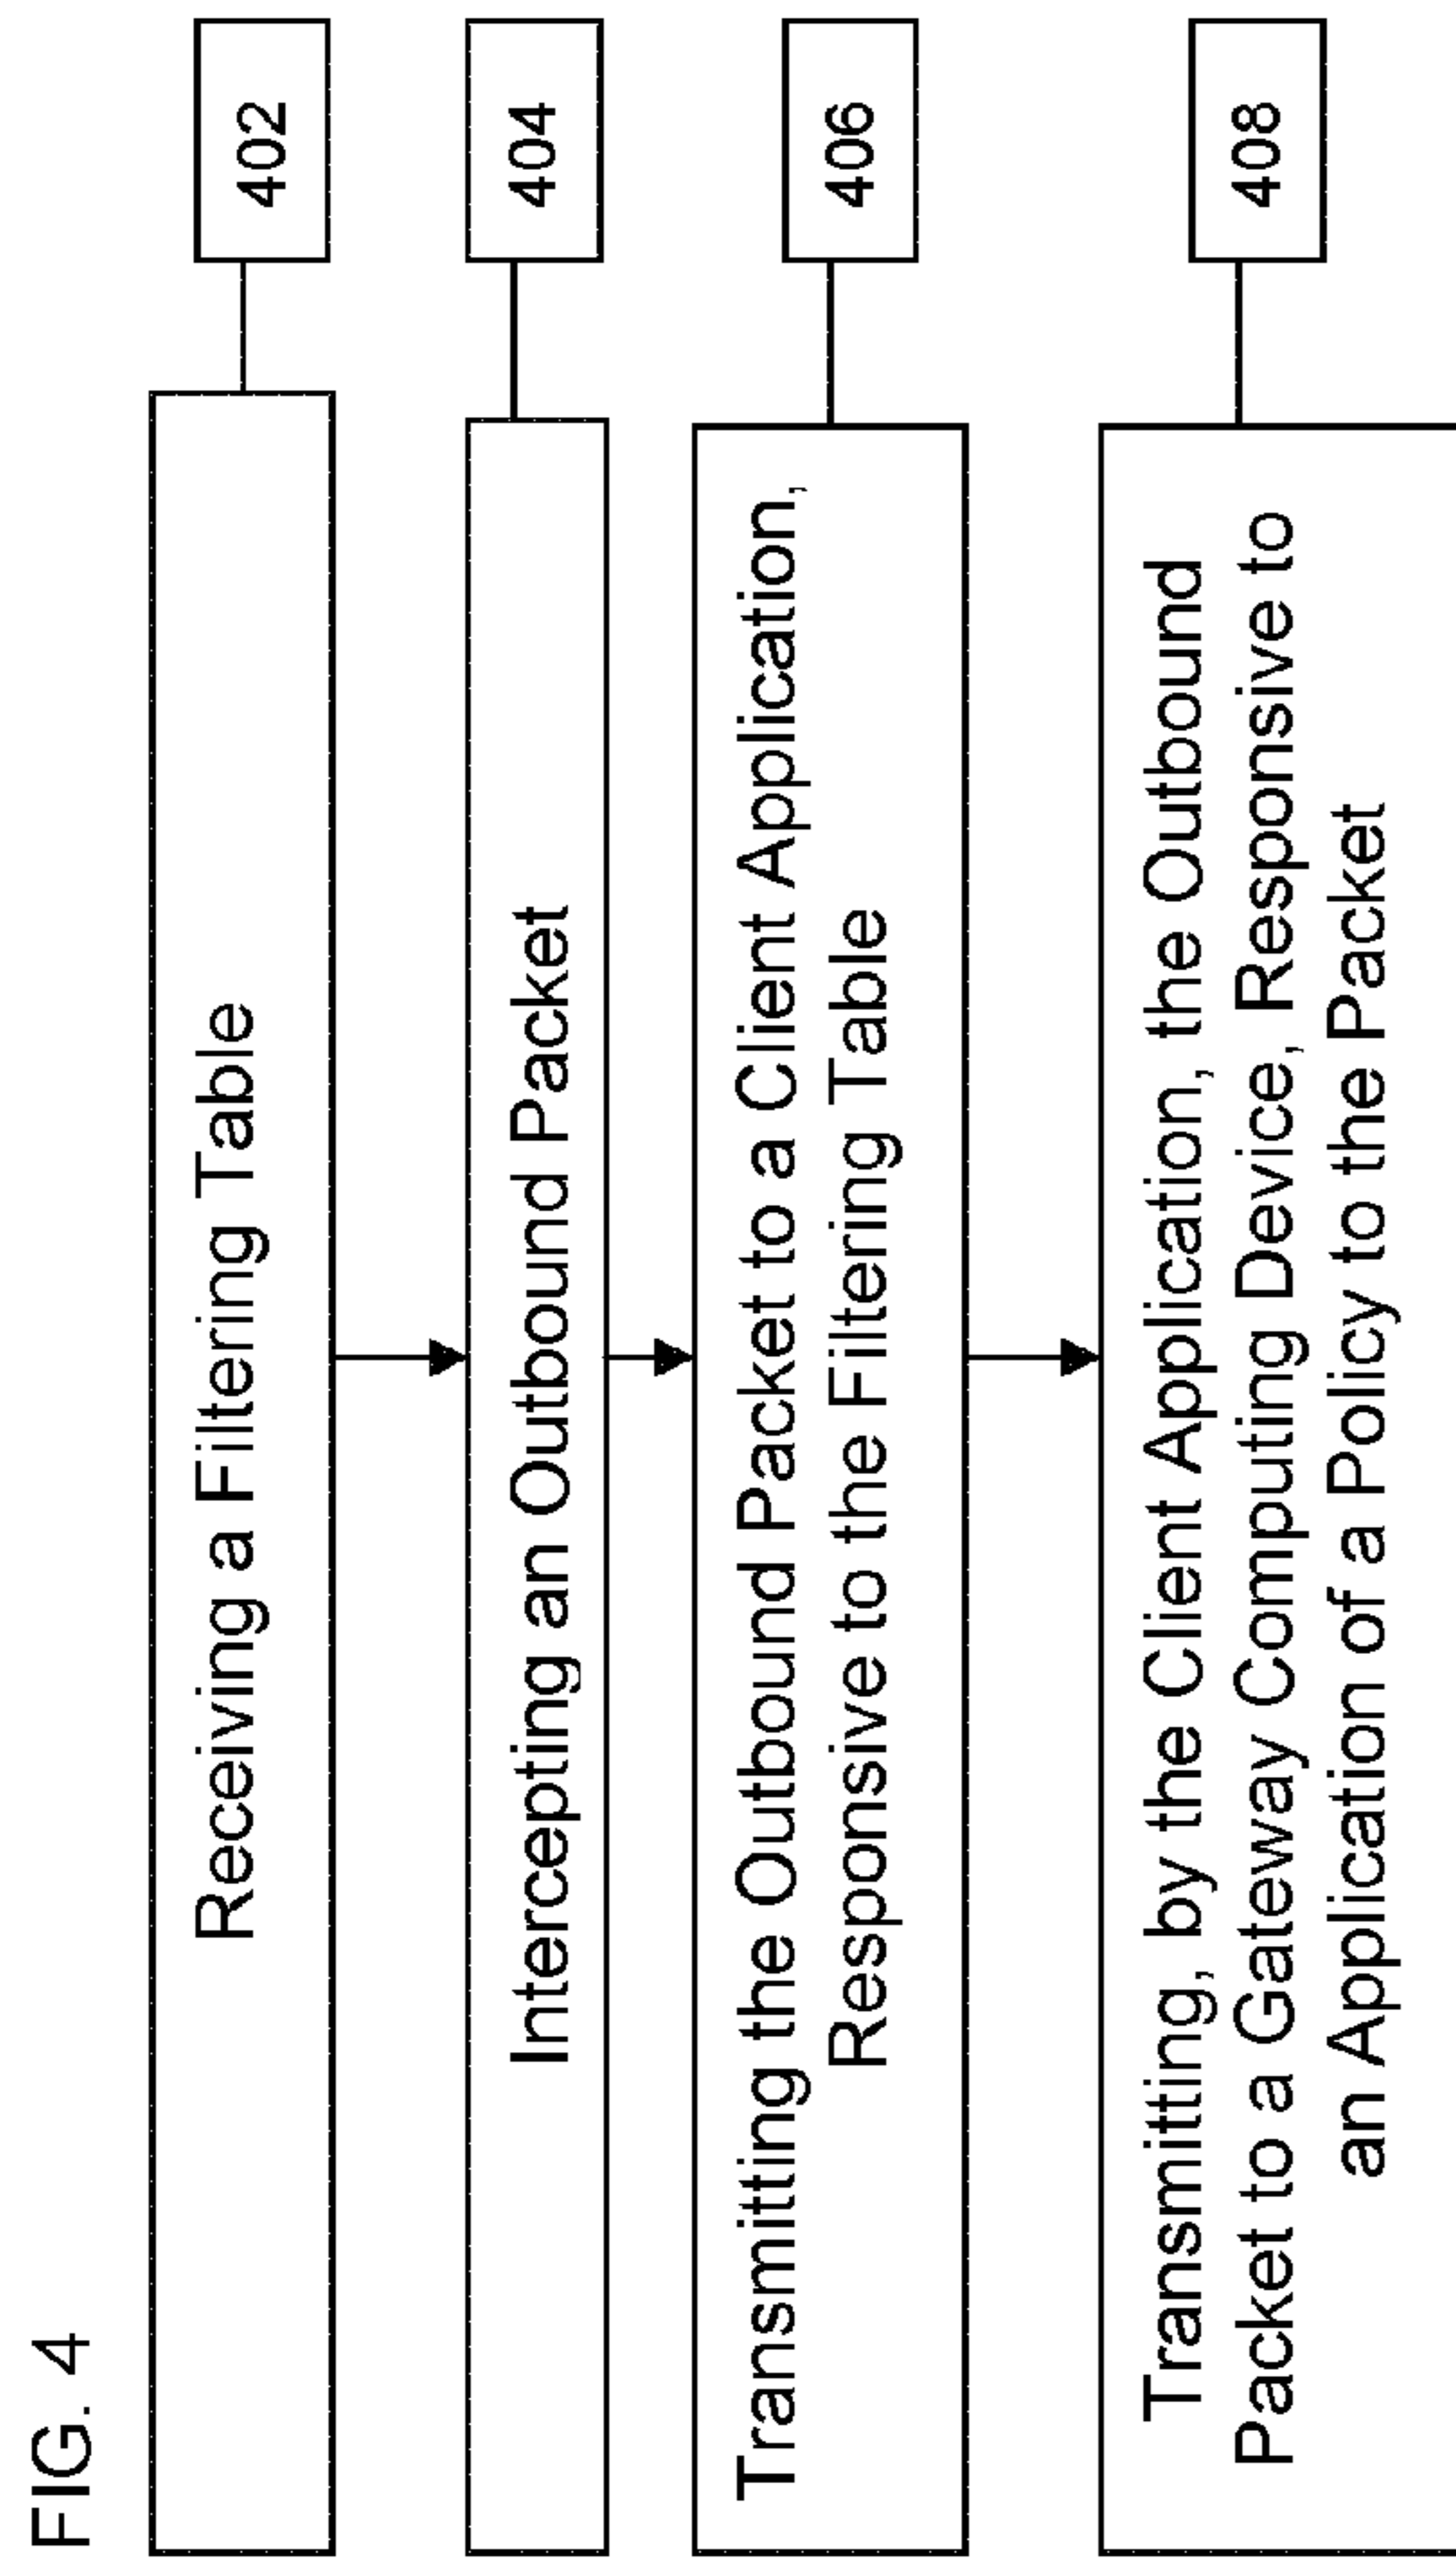 FIG. 4
Receiving a Filtering Table
402
Intercepting an Outbound Packet
404
Transmitting the Outbound Packet to a Client Application,
Responsive to the Filtering Table
406
Transmitting, by the Client Application, the Outbound
Packet to a Gateway Computing Device, Responsive to
an Application of a Policy to the Packet
408